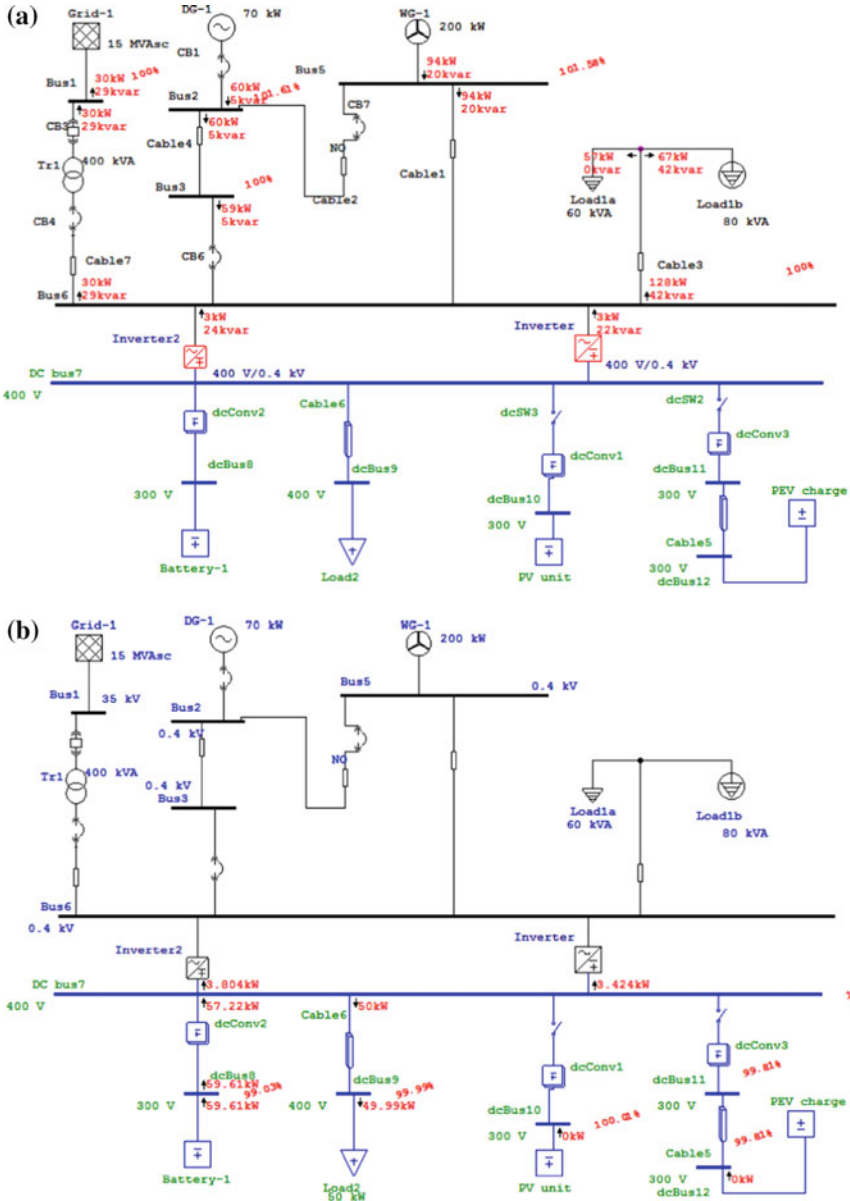 (a)
Grid-1
15 MVAsc
DG-1
70 kW
WG-1
200 kW
CB1
Bus5
101.58%
Bus1
30kW
29kvar
100%
Bus2
60kW
5kvar
101.61%
94kW
20kvar
94kW
20kvar
CB3
30kW
29kvar
60kW
5kvar
CB7
Tr1
400 kVA
Cable4
NO
57kW
0kvar
67kW
42kvar
Bus3
100%
Cable1
Cable2
Load1a
60 kVA
Load1b
80 kVA
59kW
5kvar
CB4
CB6
Cable7
Cable3
100%
Bus6
30kW
29kvar
128kW
42kvar
3kW
24kvar
3kW
22kvar
Inverter2
Inverter
DC bus7
400 V/0.4 kV
400 V/0.4 kV
400 V
dcConv2
Cable6
dcSW3
dcSW2
dcConv3
dcBus8
dcBus9
dcConv1
dcBus11
300 V
400 V
dcBus10
300 V
300 V
PEV charge
Cable5
Battery-1
Load2
PV unit
300 V
dcBus12
(b)
Grid-1
15 MVAsc
DG-1
70 kW
WG-1
200 kW
Bus1
35 kV
Bus2
0.4 kV
Bus5
0.4 kV
Tr1
400 kVA
NO
0.4 kV
Bus3
Load1a
60 kVA
Load1b
80 kVA
Bus6
0.4 kV
Inverter2
Inverter
DC bus7
3.804kW
3.424kW
400 V
57.22kW
50kW
dcConv2
Cable6
dcConv3
dcBus8
59.61kW
99.03%
dcBus9
99.99%
dcConv1
dcBus11
99.81%
300 V
59.61kW
400 V
49.99kW
dcBus10
100.01%
300 V
300 V
0kW
PEV charge
99.81%
Cable5
Battery-1
Load2
50 kW
PV unit
300 V
0kW
dcBus12